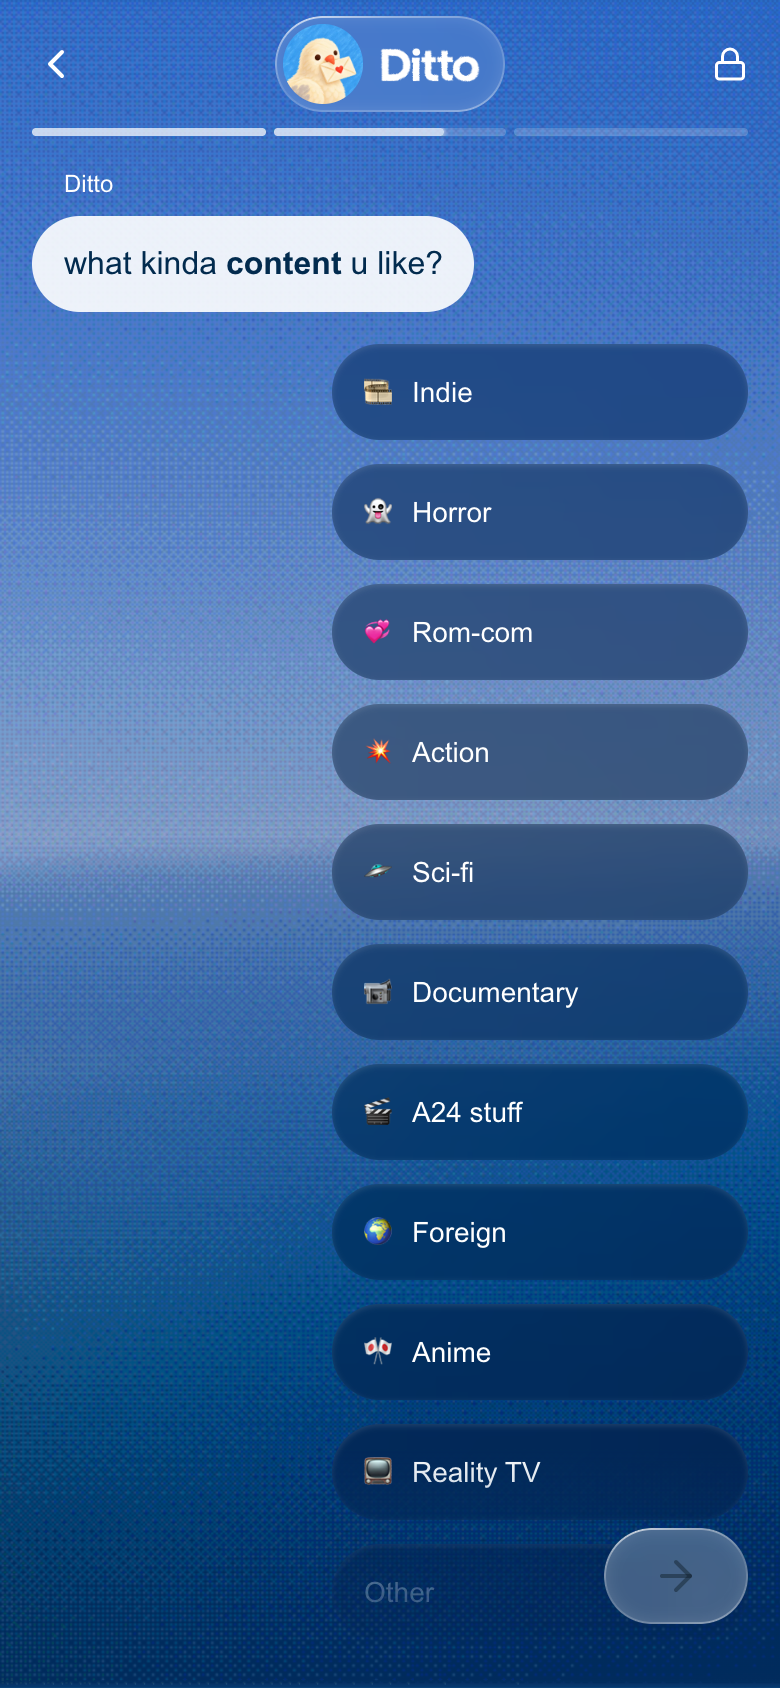 Ditto
Ditto
what kinda content u like?
Indie
Horror
Rom-com
Action
Sci-fi
Documentary
A24 stuff
Foreign
Anime
Reality TV
Other